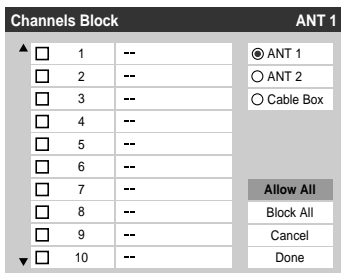 Channels Block ANT 1
1 -- ANT 1
2 -- ANT 2
3 -- Cable Box
4 --
5 --
6 --
7 -- Allow All
8 -- Block All
9 -- Cancel
10 -- Done